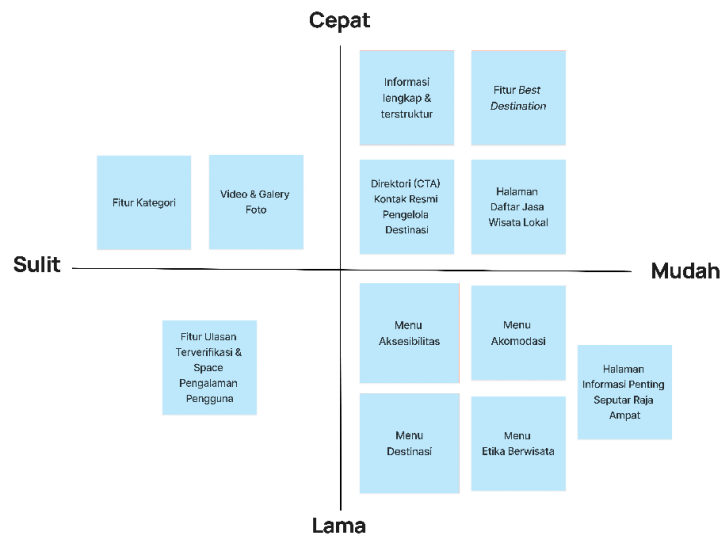 Cepat
Informasi
lengkap &
terstruktur
Fitur Best
Destination
Fitur Kategori
Video & Galery
Foto
Direktori (CTA)
Kontak Resmi
Pengelola
Destinasi
Halaman
Daftar Jasa
Wisata Lokal
Sulit
Mudah
Fitur Ulasan
Terverifikasi &
Space
Pengalaman
Pengguna
Menu
Aksesibilitas
Menu
Akomodasi
Halaman
Informasi Penting
Seputar Raja
Ampat
Menu
Destinasi
Menu
Etika Berwisata
Lama